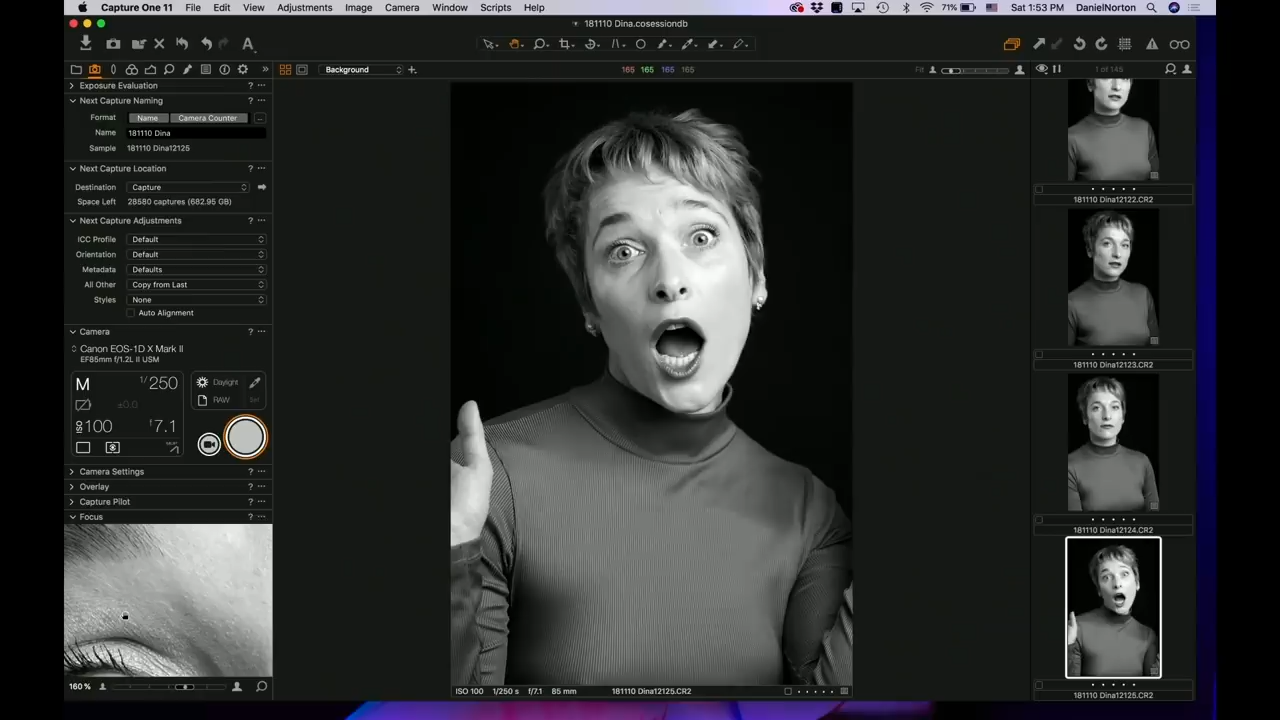 Capture One 11 File Edit View Adjustments Image Camera Window Scripts Help 71% Sat 1:53 PM DanielNorton
181110 Dina.cosessiondb
Background 165 165 165 165 Fit 1 of 145
Exposure Evaluation ?
Next Capture Naming ?
Format Name Camera Counter
Name 181110 Dina
Sample 181110 Dina12125
Next Capture Location ?
Destination Capture
Space Left 28580 captures (682.95 GB)
Next Capture Adjustments ?
ICC Profile Default
Orientation Default
Metadata Defaults
All Other Copy from Last
Styles None
Auto Alignment
Camera ?
Canon EOS-1D X Mark II
EF85mm f/1.2L II USM
M 1/250
±0.0
ISO 100 f7.1
Daylight
RAW
Set
Camera Settings ?
Overlay ?
Capture Pilot ?
Focus ?
160 %
ISO 100 1/250 s f/7.1 85 mm 181110 Dina12125.CR2
181110 Dina12122.CR2
181110 Dina12123.CR2
181110 Dina12124.CR2
181110 Dina12125.CR2